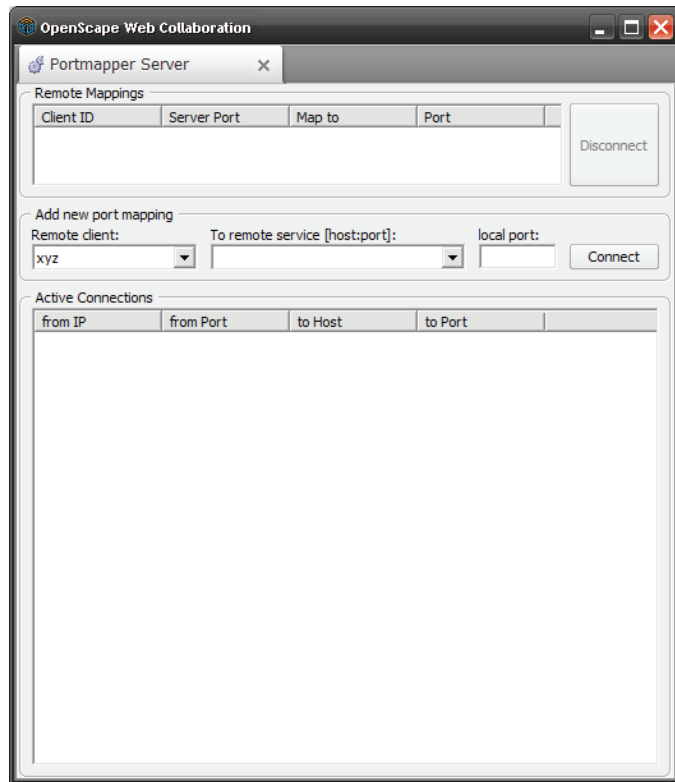 OpenScape Web Collaboration
Portmapper Server
Remote Mappings
Client ID Server Port Map to Port
Disconnect
Add new port mapping
Remote client: To remote service [host:port]: local port:
xyz Connect
Active Connections
from IP from Port to Host to Port